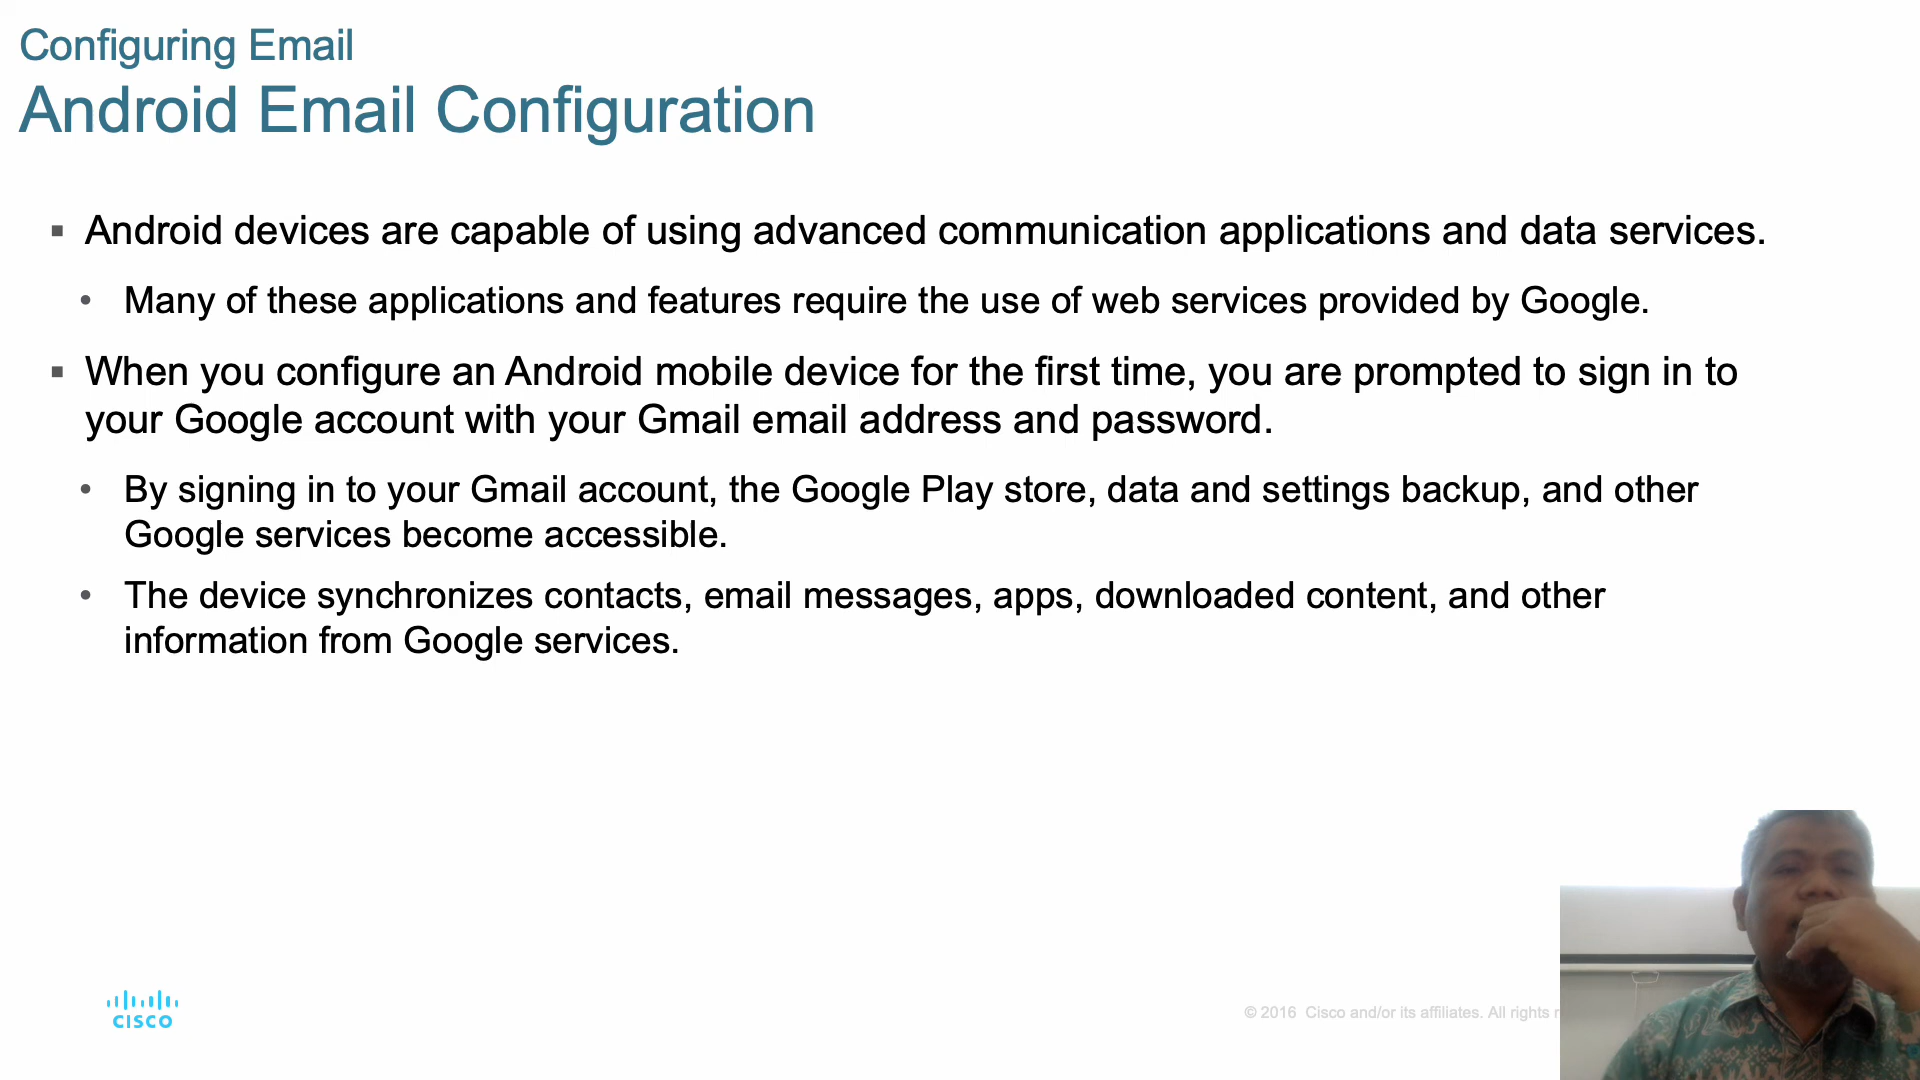 Configuring Email
Android Email Configuration
▪ Android devices are capable of using advanced communication applications and data services.
• Many of these applications and features require the use of web services provided by Google.
▪ When you configure an Android mobile device for the first time, you are prompted to sign in to
your Google account with your Gmail email address and password.
• By signing in to your Gmail account, the Google Play store, data and settings backup, and other
Google services become accessible.
• The device synchronizes contacts, email messages, apps, downloaded content, and other
information from Google services.
CISCO
© 2016 Cisco and/or its affiliates. All rights